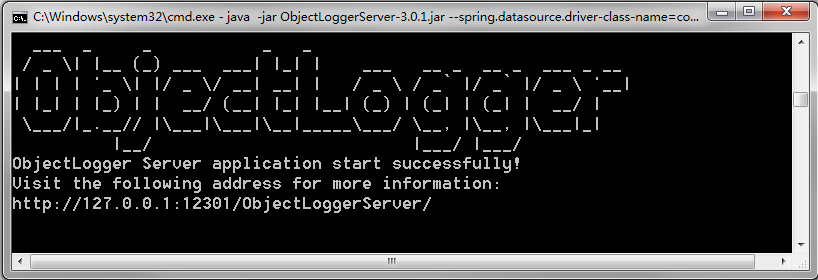 C:\Windows\system32\cmd.exe - java  -jar ObjectLoggerServer-3.0.1.jar --spring.datasource.driver-class-name=co...
ObjectLogger
ObjectLogger Server application start successfully!
Visit the following address for more information:
http://127.0.0.1:12301/ObjectLoggerServer/